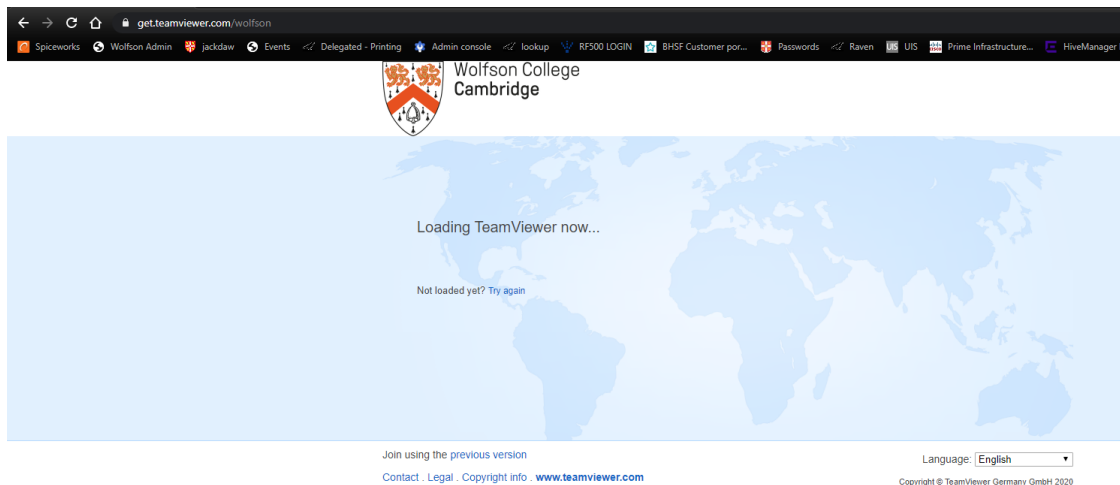 get.teamviewer.com/wolfson
Spiceworks Wolfson Admin jackdaw Events Delegated - Printing Admin console lookup RF500 LOGIN BHSF Customer por... Passwords Raven UIS UIS Prime Infrastructure... HiveManager
Wolfson College
Cambridge
Loading TeamViewer now...
Not loaded yet? Try again
Join using the previous version
Language: English
Contact . Legal . Copyright info . www.teamviewer.com
Copyright © TeamViewer Germany GmbH 2020